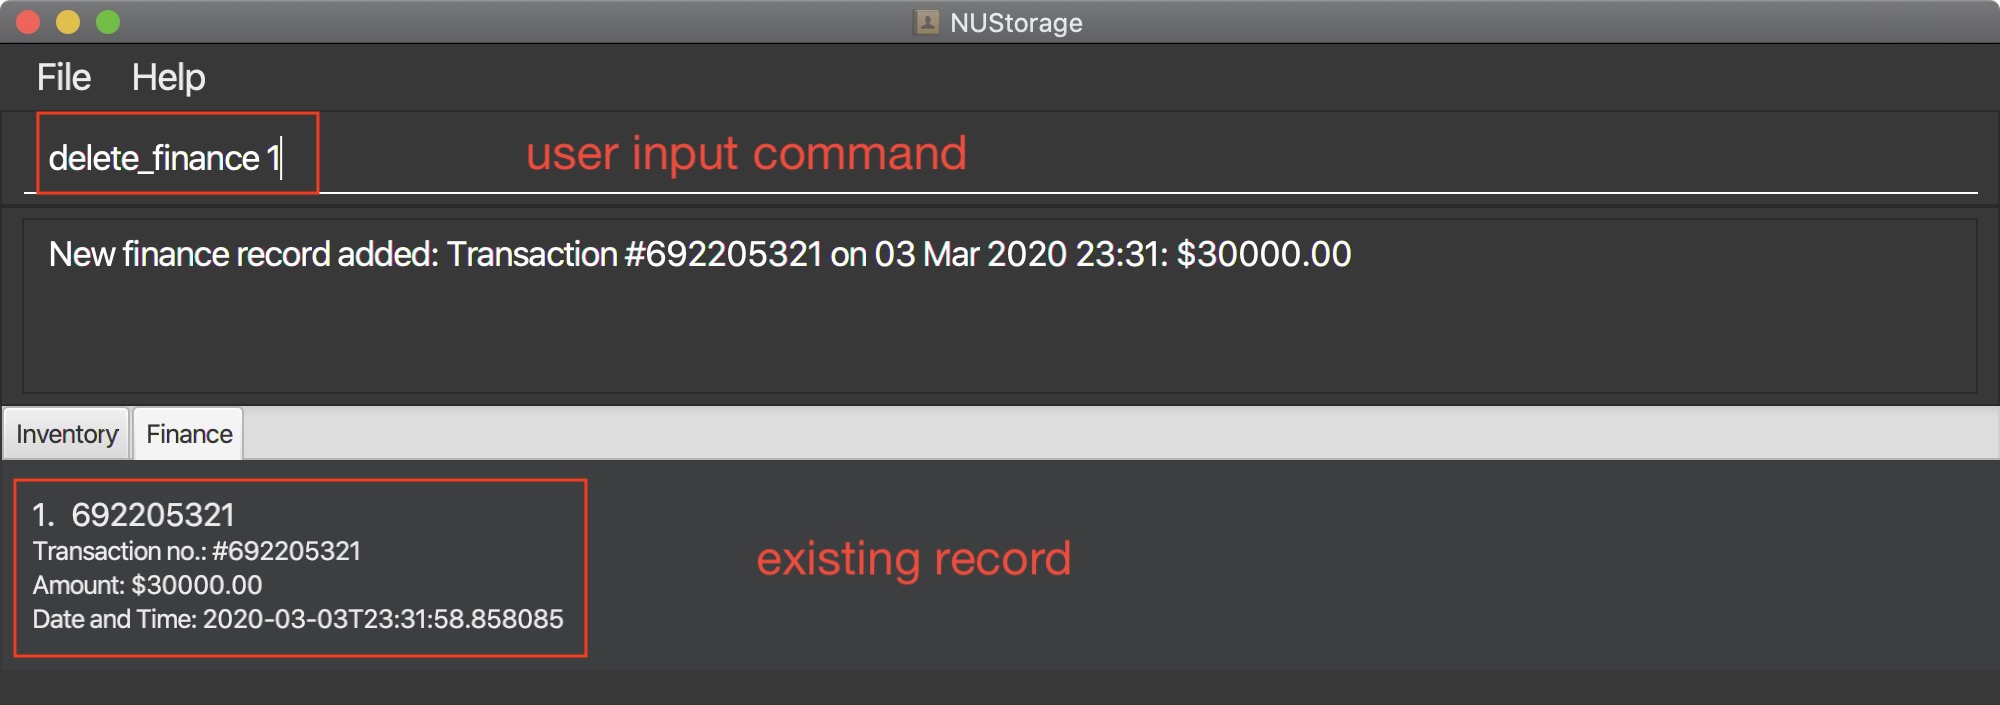 NUStorage
File Help
delete_finance 1
user input command
New finance record added: Transaction #692205321 on 03 Mar 2020 23:31: $30000.00
Inventory Finance
1. 692205321
Transaction no.: #692205321
Amount: $30000.00
Date and Time: 2020-03-03T23:31:58.858085
existing record